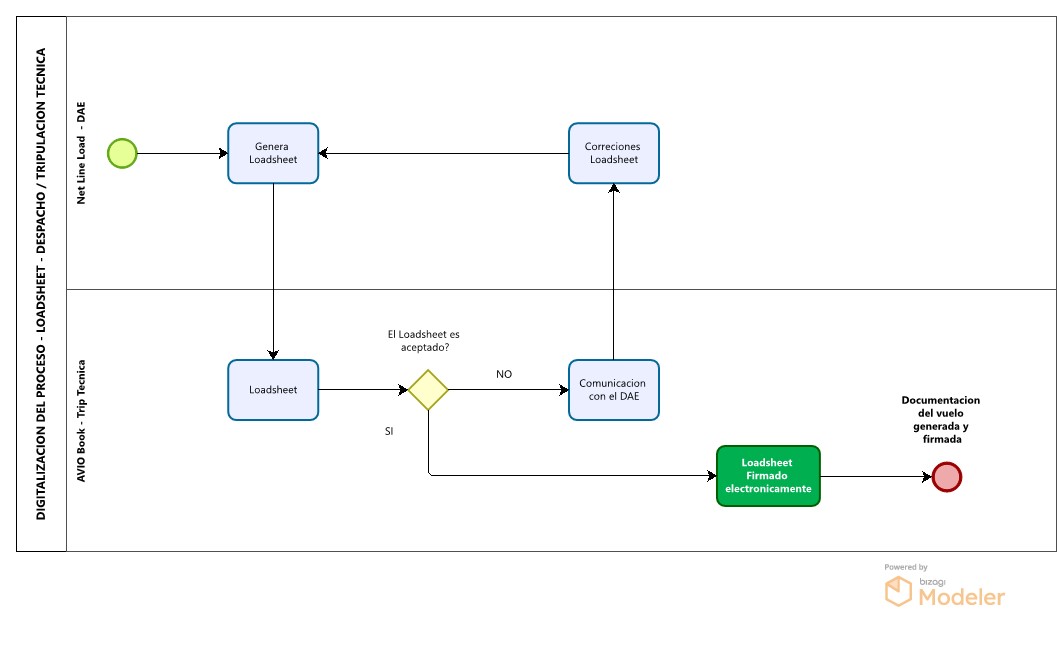 DIGITALIZACION DEL PROCESO - LOADSHEET - DESPACHO / TRIPULACION TECNICA
Net Line Load - DAE
Genera
Loadsheet
Correciones
Loadsheet
AVIO Book - Trip Tecnica
Loadsheet
El Loadsheet es
aceptado?
NO
SI
Comunicacion
con el DAE
Loadsheet
Firmado
electronicamente
Documentacion
del vuelo
generada y
firmada
Powered by
bizagi
Modeler